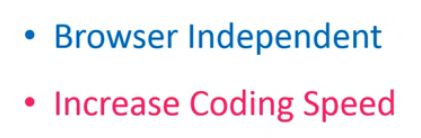 • Browser Independent
• Increase Coding Speed